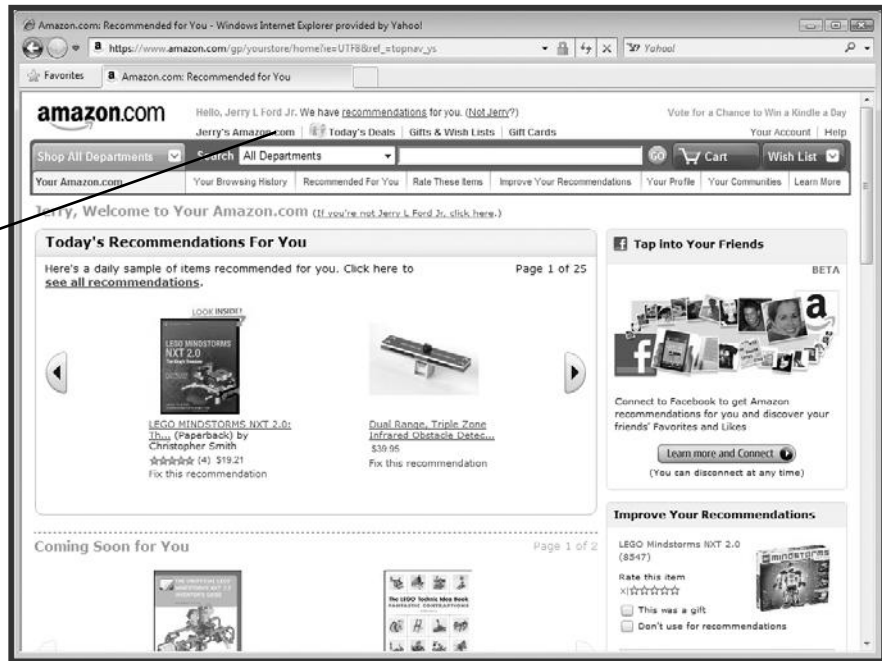 Amazon.com: Recommended for You - Windows Internet Explorer provided by Yahoo!
https://www.amazon.com/gp/yourstore/home?ie=UTF8&ref_=topnav_ys
Yahoo!
Favorites
Amazon.com: Recommended for You
amazon.com
Hello, Jerry L Ford Jr. We have recommendations for you. (Not Jerry?)
Vote for a Chance to Win a Kindle a Day
Jerry's Amazon.com | Today's Deals | Gifts & Wish Lists | Gift Cards
Your Account | Help
Shop All Departments
Search All Departments
GO
Cart
Wish List
Your Amazon.com
Your Browsing History
Recommended For You
Rate These Items
Improve Your Recommendations
Your Profile
Your Communities
Learn More
Jerry, Welcome to Your Amazon.com (If you're not Jerry L Ford Jr, click here.)
Today's Recommendations For You
Here's a daily sample of items recommended for you. Click here to
see all recommendations.
Page 1 of 25
LOOK INSIDE!
LEGO MINDSTORMS
NXT 2.0
LEGO MINDSTORMS NXT 2.0:
Th... (Paperback) by
Christopher Smith
(4) $19.21
Fix this recommendation
Dual Range, Triple Zone
Infrared Obstacle Detec...
$39.95
Fix this recommendation
Tap into Your Friends
BETA
a
f
Connect to Facebook to get Amazon
recommendations for you and discover your
friends' Favorites and Likes
Learn more and Connect
(You can disconnect at any time)
Improve Your Recommendations
LEGO Mindstorms NXT 2.0
(8547)
MINDSTORMS
Rate this item
X|
This was a gift
Don't use for recommendations
Coming Soon for You
Page 1 of 2
THE UNOFFICIAL LEGO
MINDSTORMS NXT 2.0
INVENTOR'S GUIDE
The LEGO Technic Idea Book
FANTASTIC CONTRAPTIONS